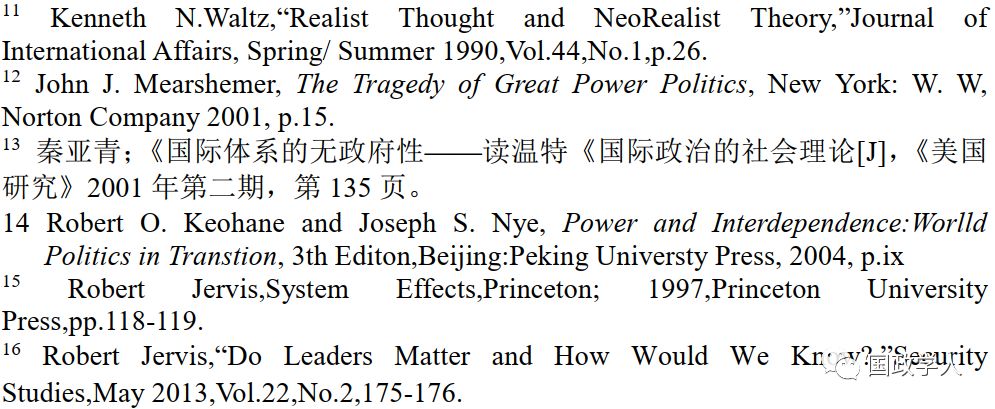 11 Kenneth N.Waltz,“Realist Thought and NeoRealist Theory,”Journal of
International Affairs, Spring/ Summer 1990,Vol.44,No.1,p.26.
12 John J. Mearshemer, The Tragedy of Great Power Politics, New York: W. W,
Norton Company 2001, p.15.
13 秦亚青；《国际体系的无政府性——读温特《国际政治的社会理论[J]，《美国
研究》2001 年第二期，第 135 页。
14 Robert O. Keohane and Joseph S. Nye, Power and Interdependence:Worlld
Politics in Transtion, 3th Editon,Beijing:Peking Universty Press, 2004, p.ix
15 Robert Jervis,System Effects,Princeton; 1997,Princeton University
Press,pp.118-119.
16 Robert Jervis,“Do Leaders Matter and How Would We Know?,”Security
Studies,May 2013,Vol.22,No.2,175-176.
国政学人